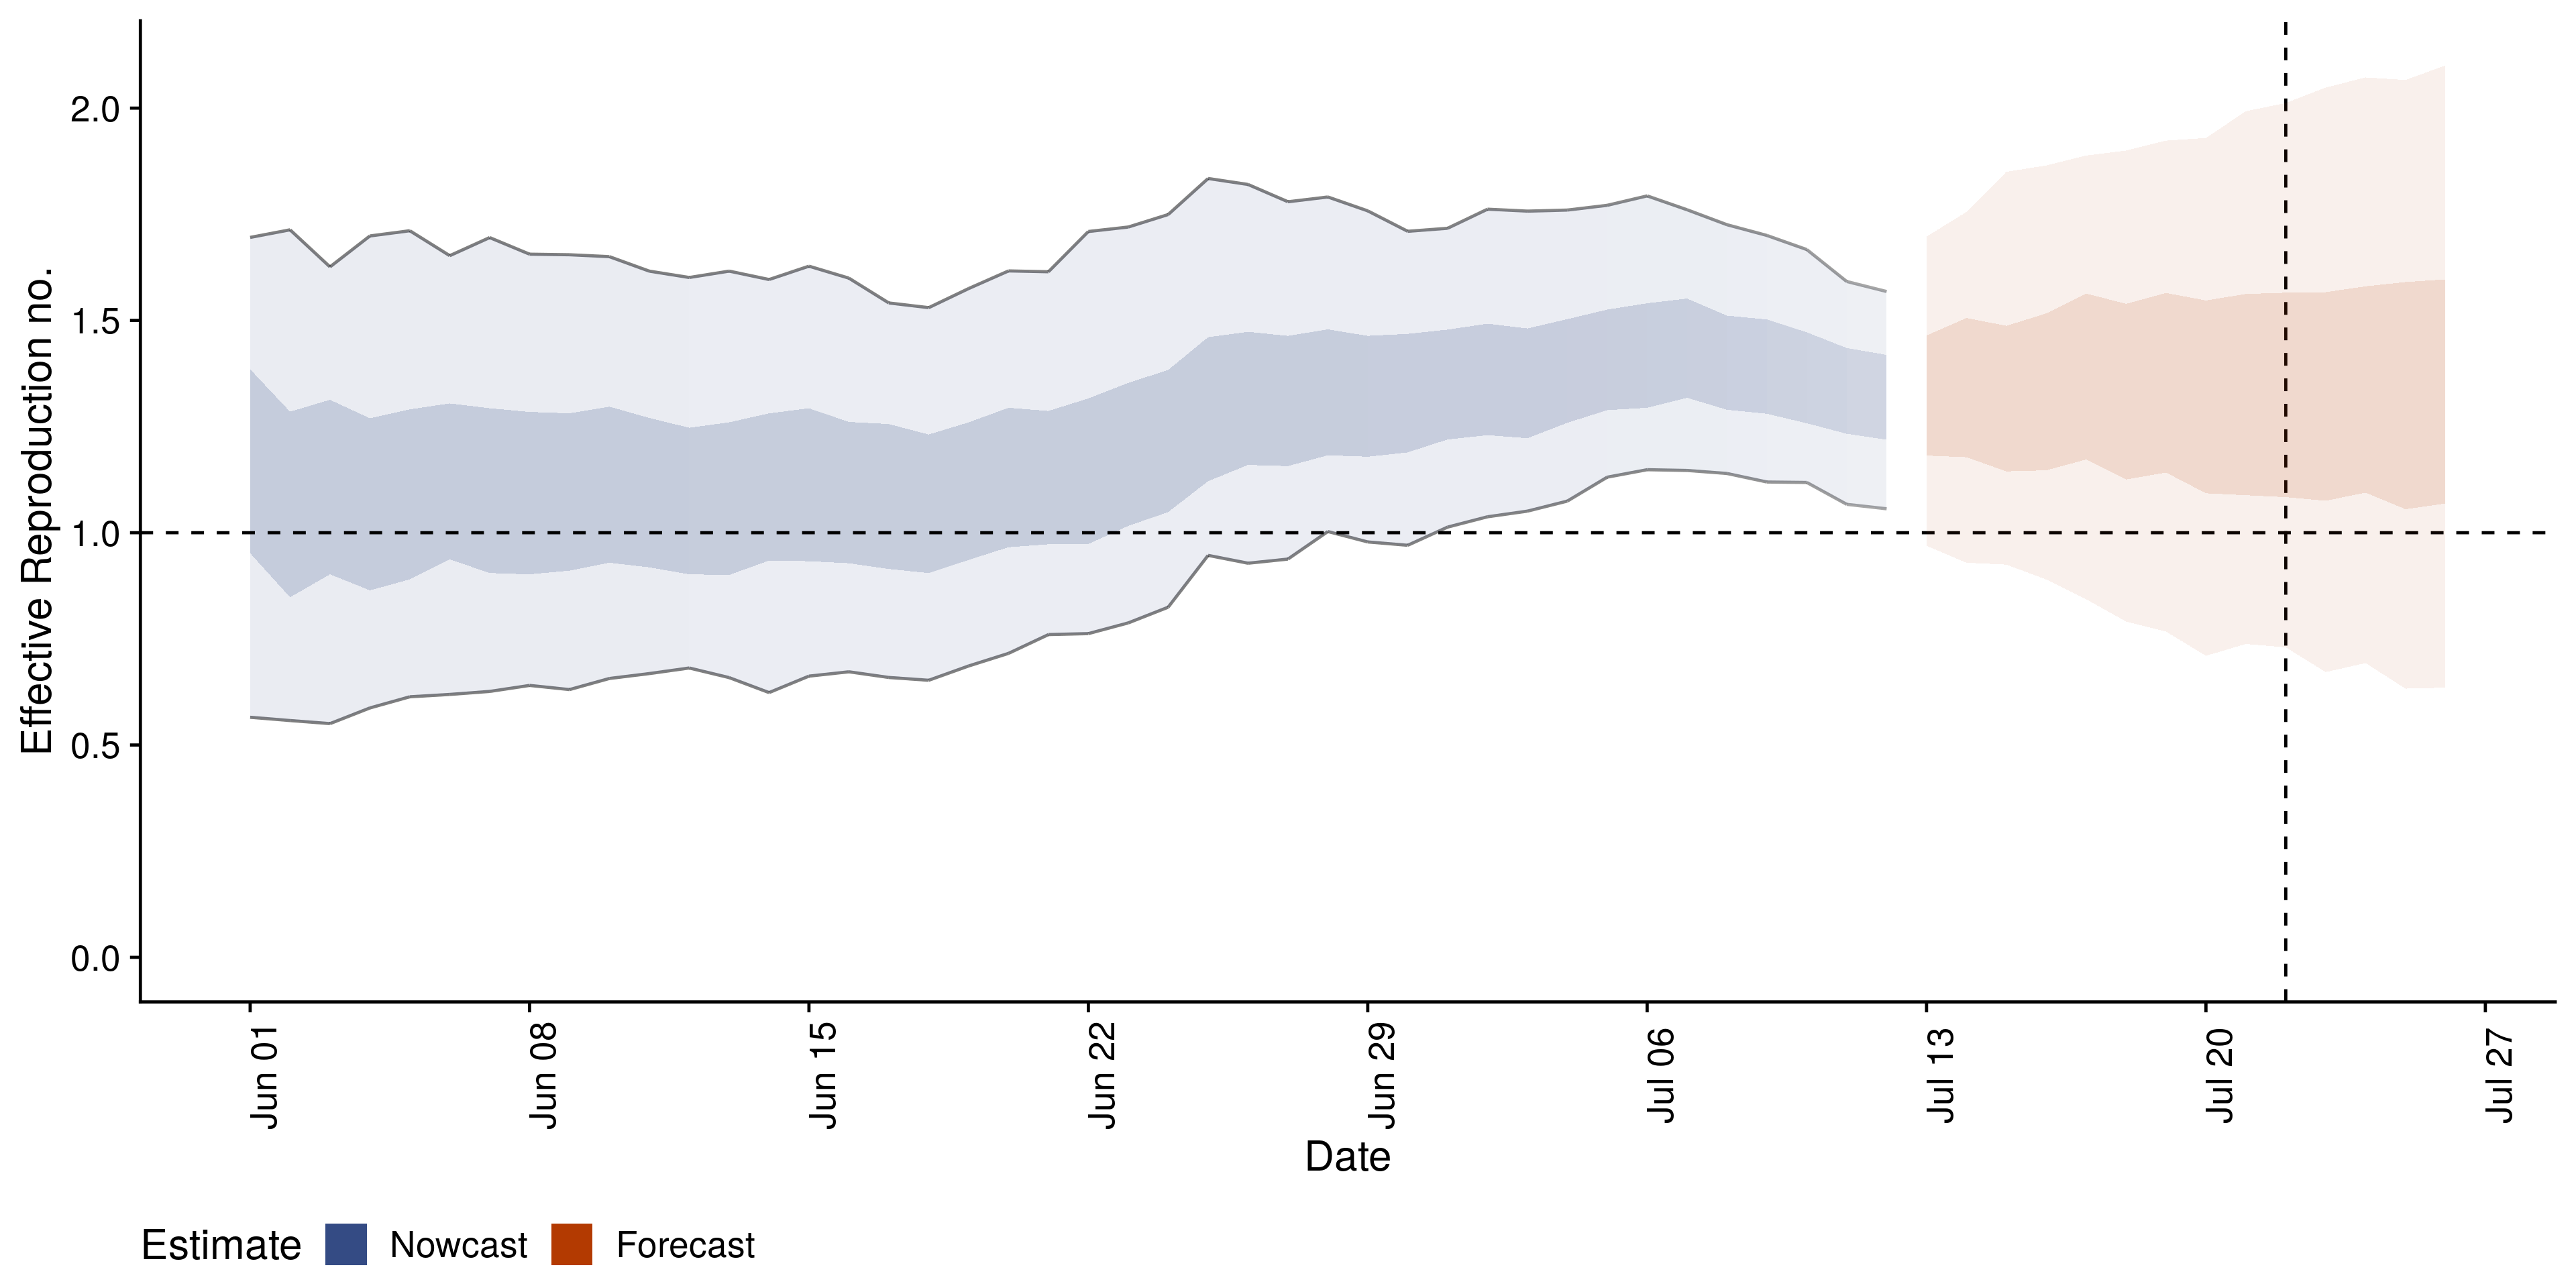 Effective Reproduction no.
2.0
1.5
1.0
0.5
0.0
Jun 01
Jun 08
Jun 15
Jun 22
Jun 29
Jul 06
Jul 13
Jul 20
Jul 27
Date
Estimate Nowcast Forecast